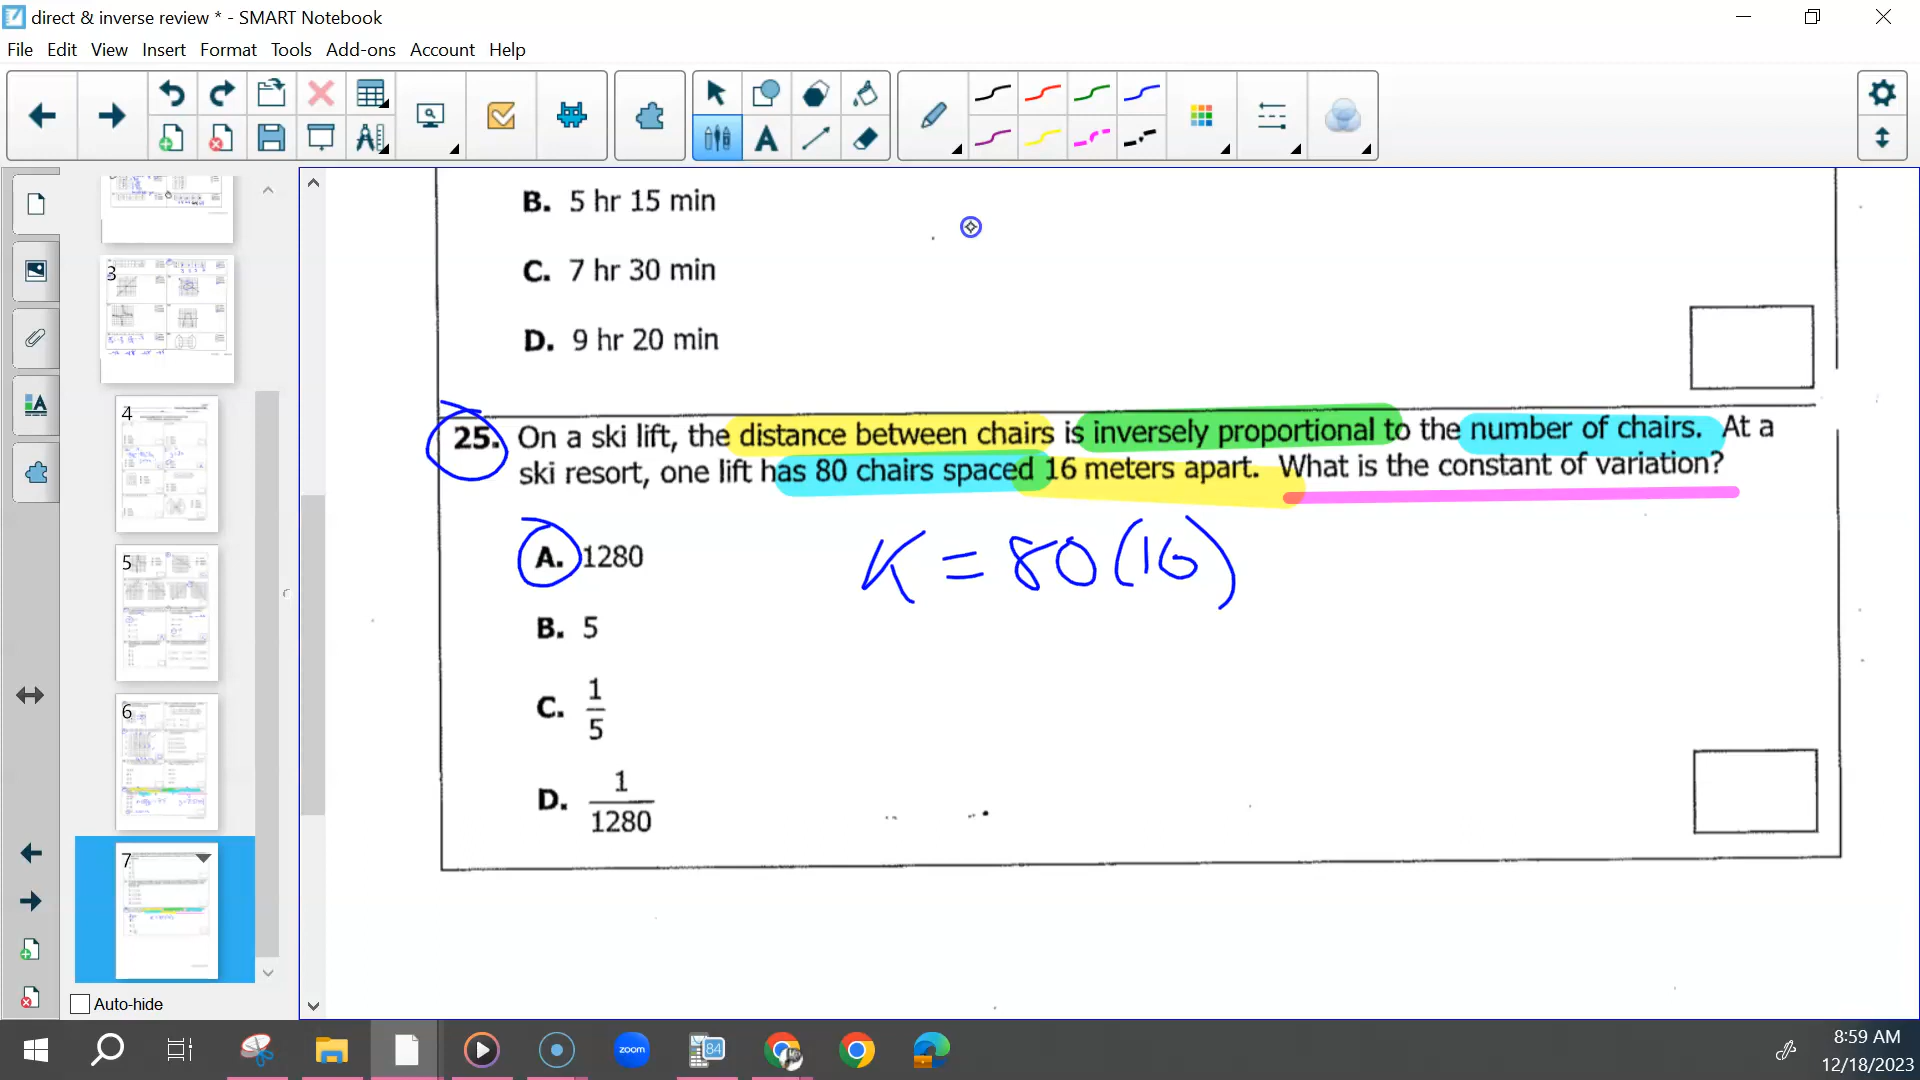 direct & inverse review * - SMART Notebook
File Edit View Insert Format Tools Add-ons Account Help
B. 5 hr 15 min
C. 7 hr 30 min
D. 9 hr 20 min
25. On a ski lift, the distance between chairs is inversely proportional to the number of chairs. At a
ski resort, one lift has 80 chairs spaced 16 meters apart. What is the constant of variation?
A. 1280
K = 80(16)
B. 5
C. 1/5
D. 1/1280
3
4
5
6
7
Auto-hide
zoom
84
8:59 AM
12/18/2023